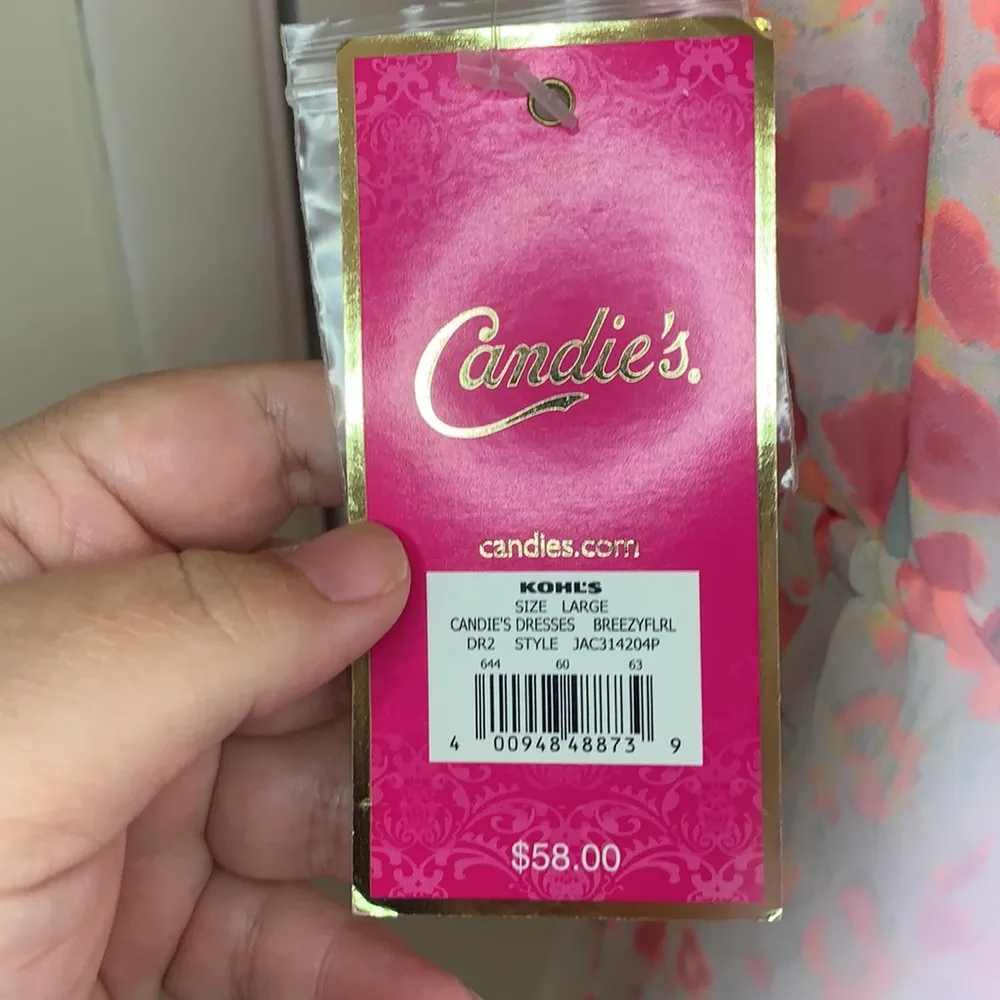 Candie's®
candies.com
KOHL'S
SIZE LARGE
CANDIE'S DRESSES BREEZYFLRL
DR2 STYLE JAC314204P
644 60 63
4 00948 48873 9
$58.00